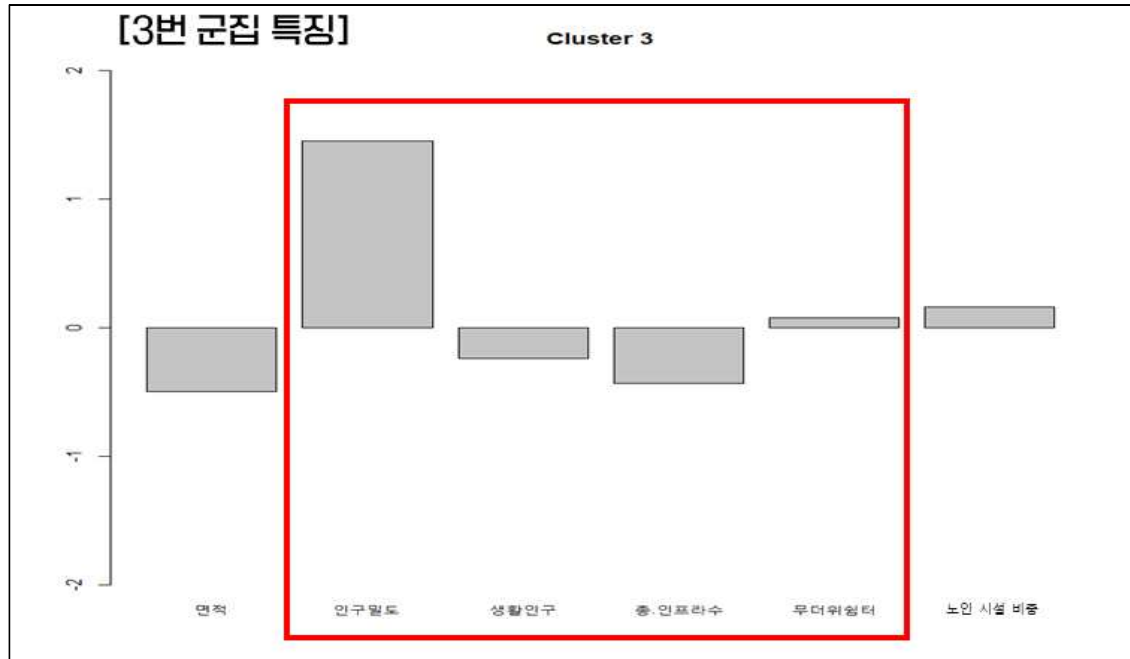 [3번 군집 특징]
Cluster 3
2
1
0
-1
-2
면적
인구밀도
생활인구
총.인프라수
무더위쉼터
노인 시설 비중